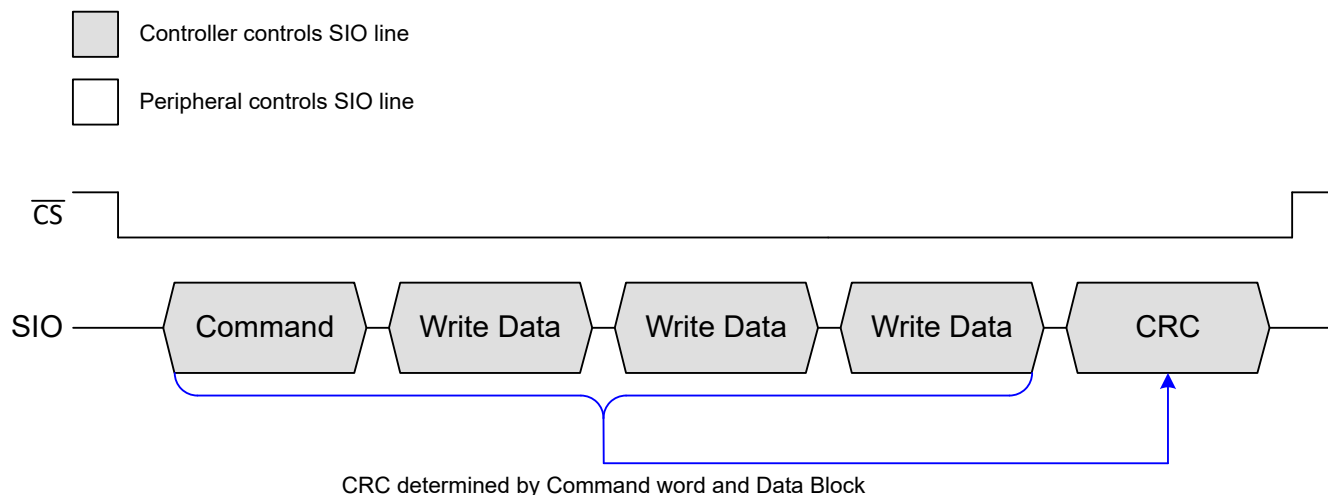 Controller controls SIO line
Peripheral controls SIO line
CS
SIO
Command
Write Data
Write Data
Write Data
CRC
CRC determined by Command word and Data Block